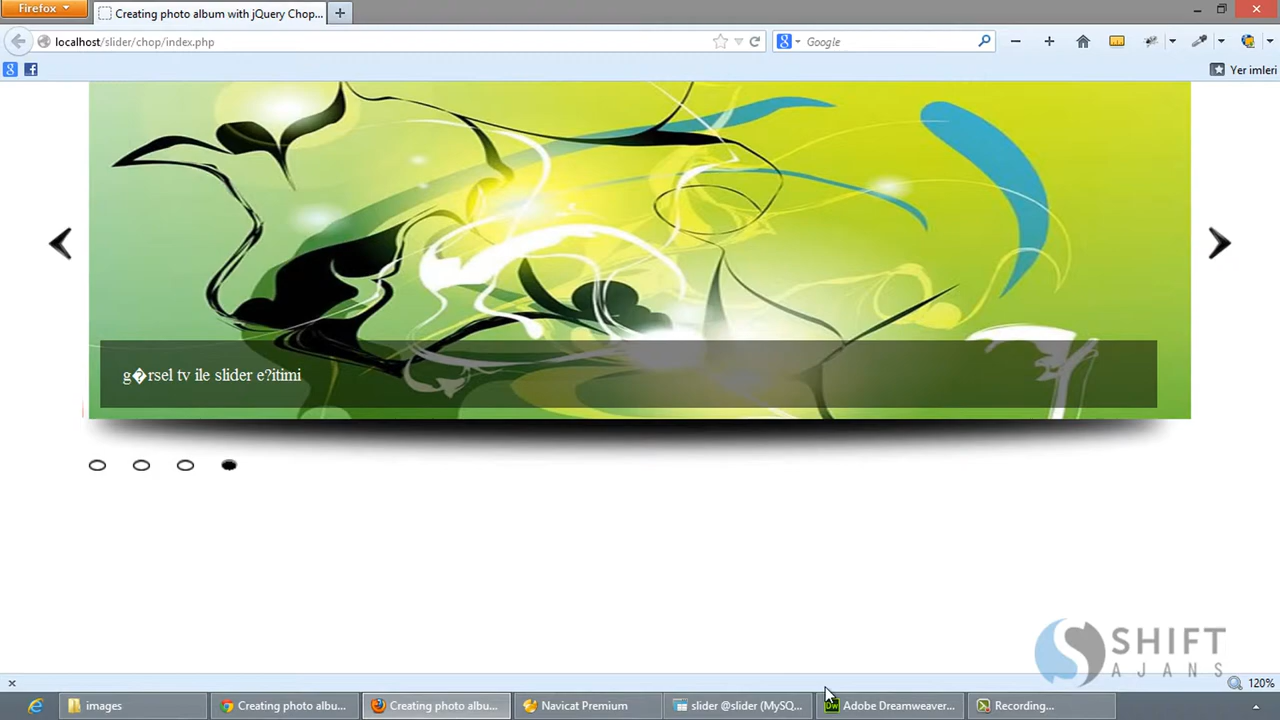 Firefox
Creating photo album with jQuery Chop...
localhost/slider/chop/index.php
Google
Yer imleri
g�rsel tv ile slider e?itimi
SHIFT
AJANS
120%
images
Creating photo albu...
Creating photo albu...
Navicat Premium
slider @slider (MySQ...
Adobe Dreamweaver...
Recording...